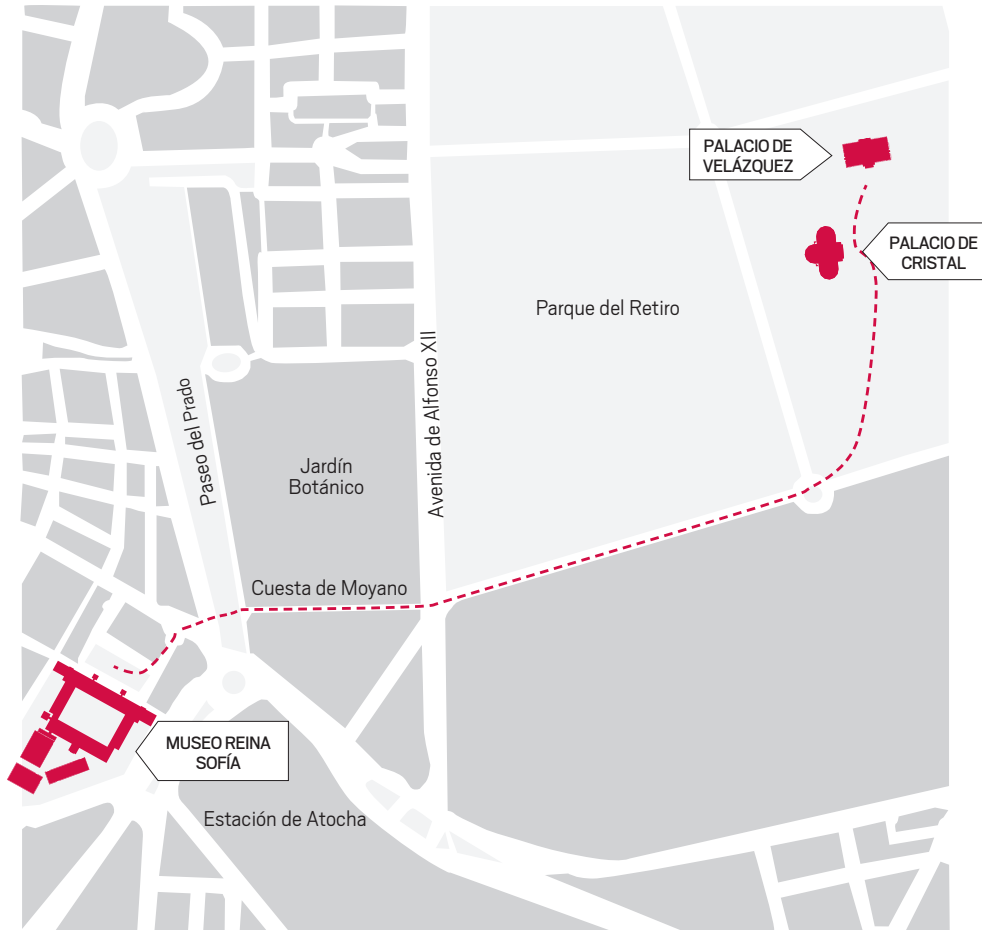 PALACIO DE
VELÁZQUEZ
PALACIO DE
CRISTAL
Parque del Retiro
Avenida de Alfonso XII
Paseo del Prado
Jardín
Botánico
Cuesta de Moyano
MUSEO REINA
SOFÍA
Estación de Atocha